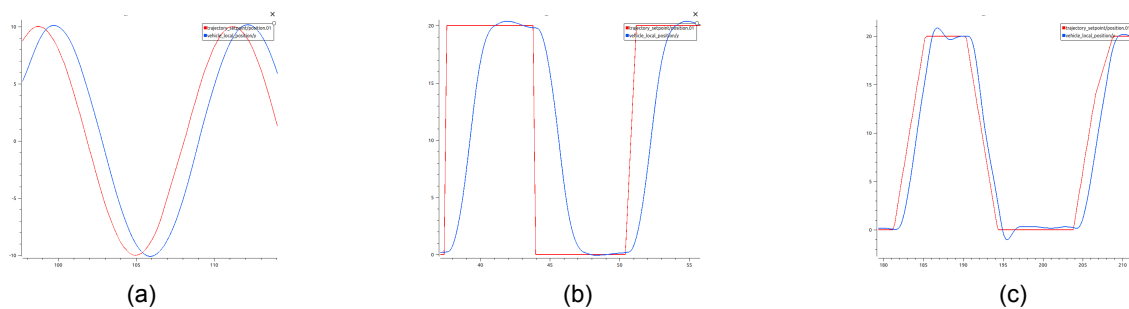 trajectory_setpoint/position.01
vehicle_local_position/y
10
5
0
-5
-10
100 105 110
(a)
trajectory_setpoint/position.01
vehicle_local_position/y
20
15
10
5
0
40 45 50 55
(b)
trajectory_setpoint/position.01
vehicle_local_position/y
20
15
10
5
0
180 185 190 195 200 205 210
(c)